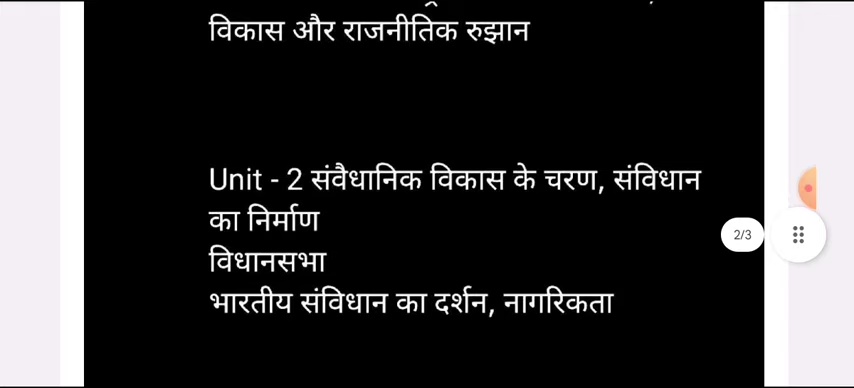 विकास और राजनीतिक रुझान
Unit - 2 संवैधानिक विकास के चरण, संविधान
का निर्माण
विधानसभा
भारतीय संविधान का दर्शन, नागरिकता
2/3